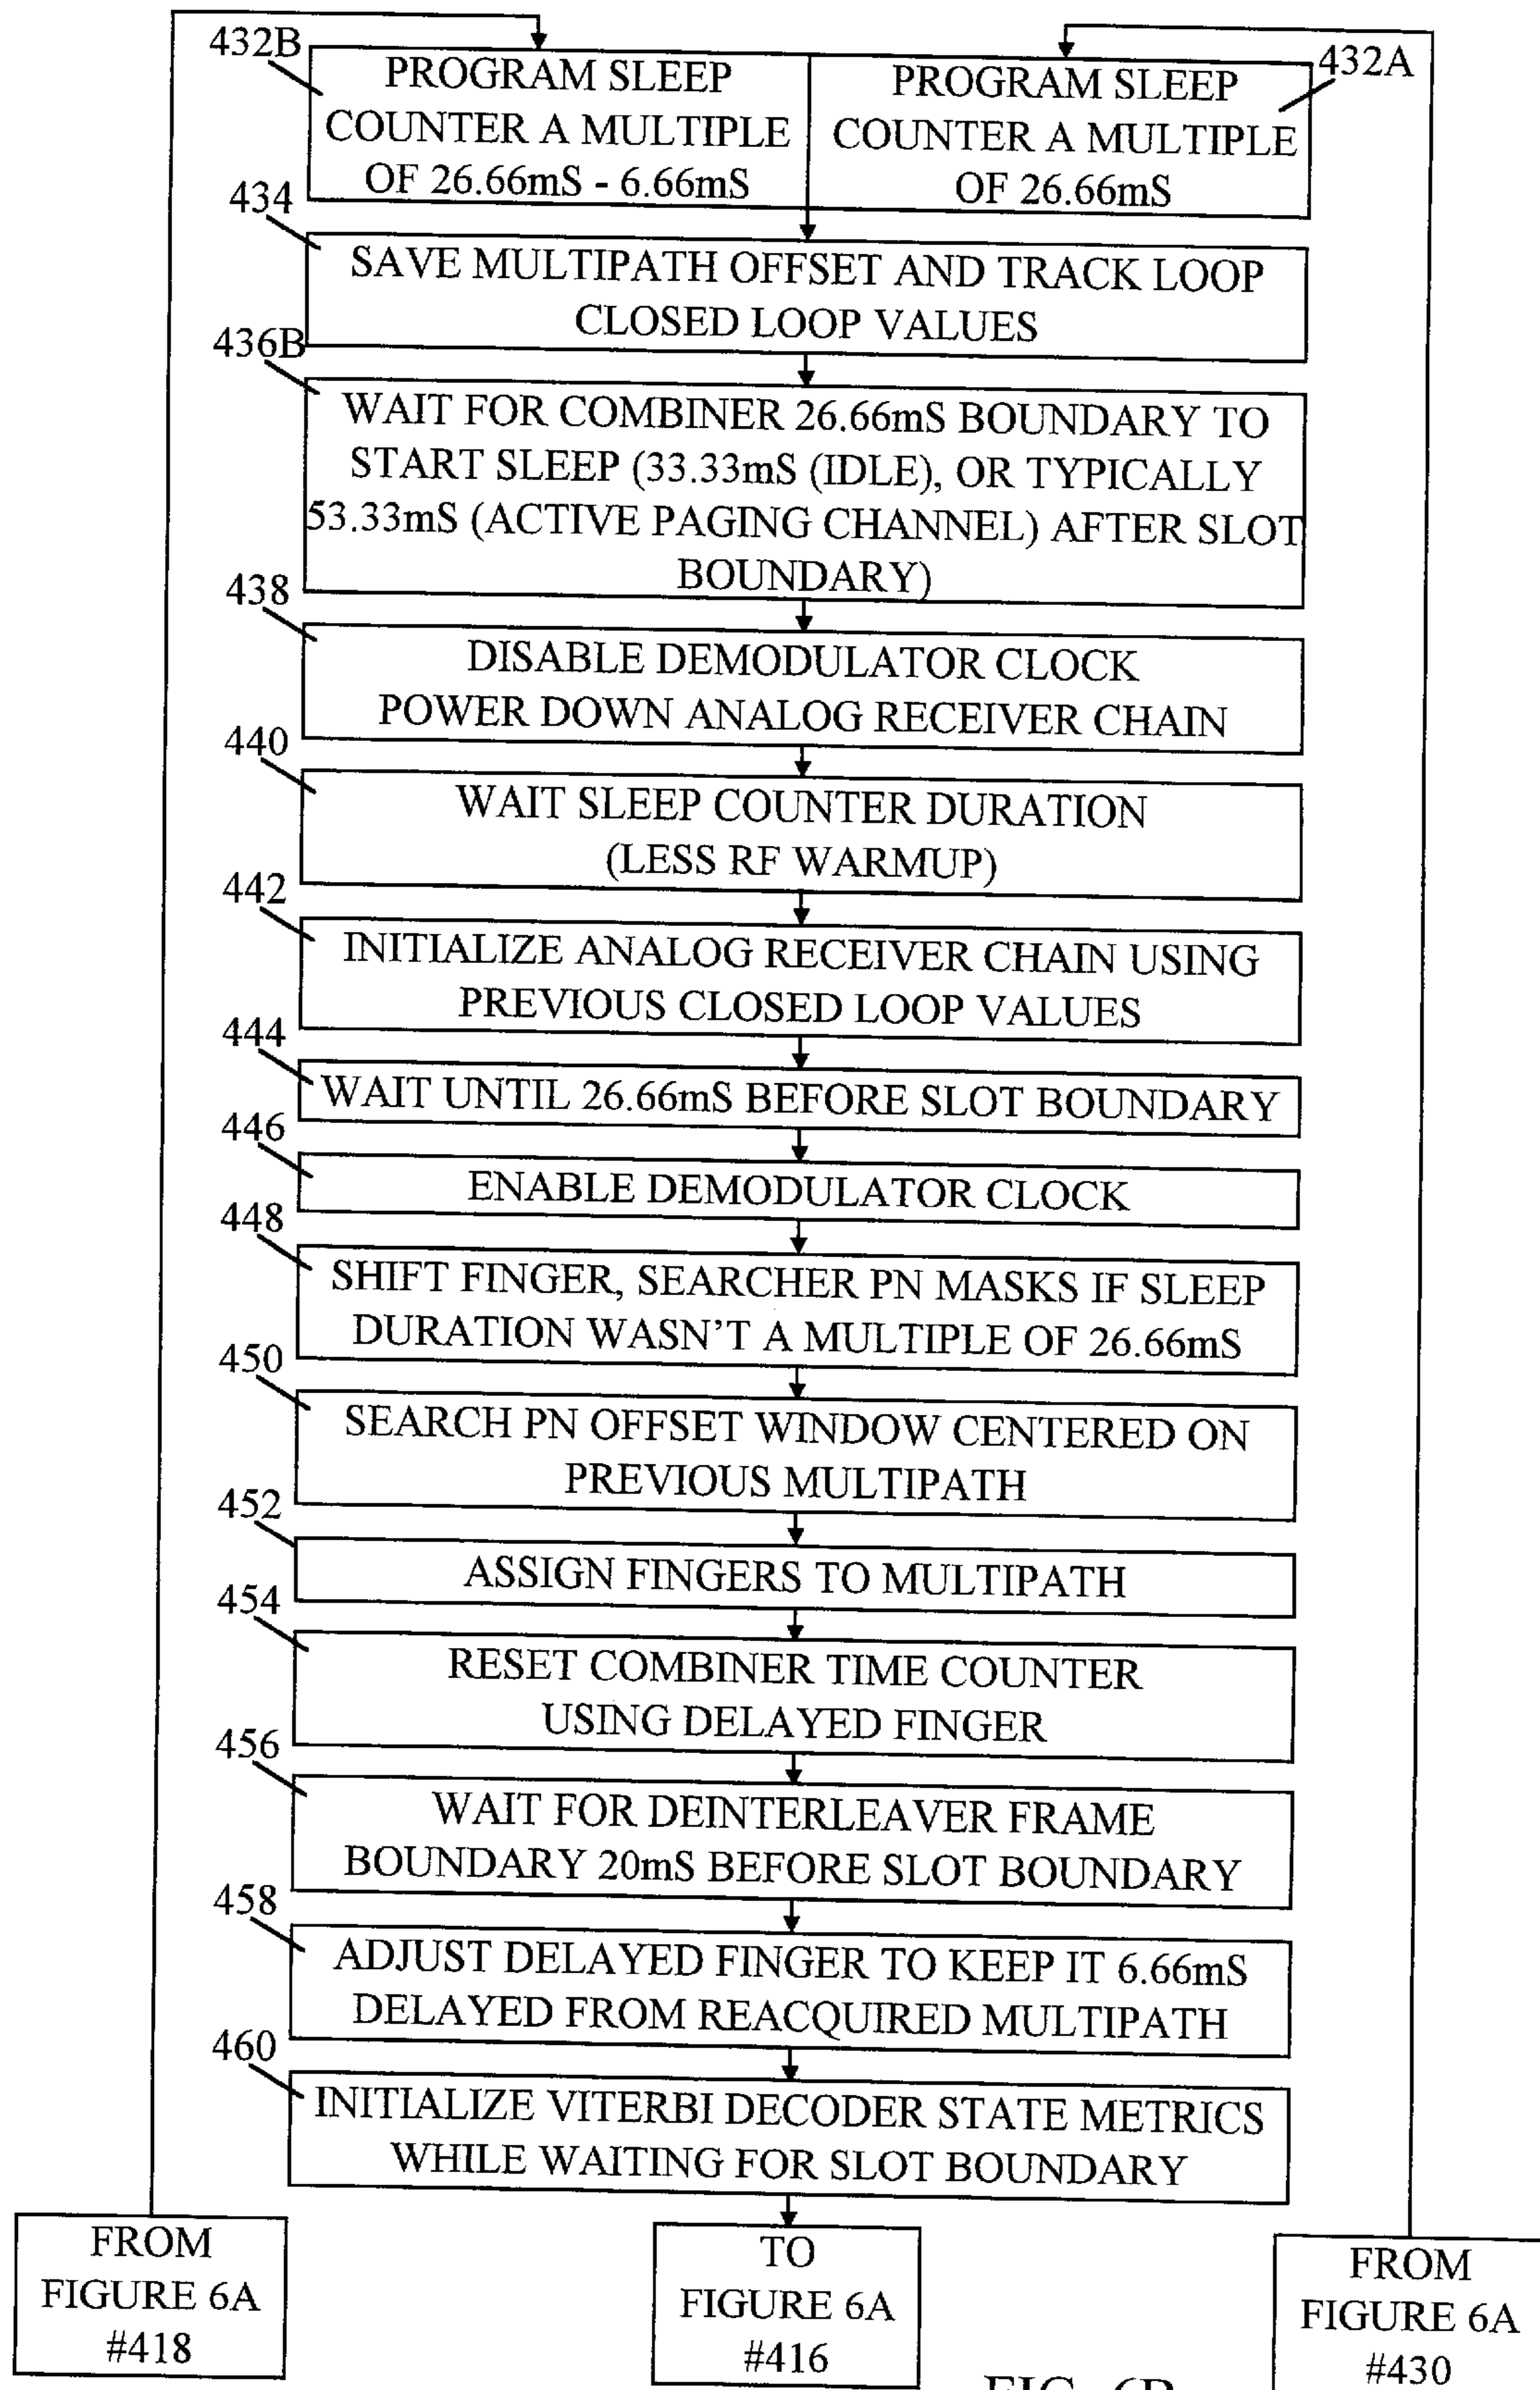 432B
PROGRAM SLEEP
COUNTER A MULTIPLE
OF 26.66mS - 6.66mS
432A
PROGRAM SLEEP
COUNTER A MULTIPLE
OF 26.66mS
434
SAVE MULTIPATH OFFSET AND TRACK LOOP
CLOSED LOOP VALUES
436B
WAIT FOR COMBINER 26.66mS BOUNDARY TO
START SLEEP (33.33mS (IDLE), OR TYPICALLY
53.33mS (ACTIVE PAGING CHANNEL) AFTER SLOT
BOUNDARY)
438
DISABLE DEMODULATOR CLOCK
POWER DOWN ANALOG RECEIVER CHAIN
440
WAIT SLEEP COUNTER DURATION
(LESS RF WARMUP)
442
INITIALIZE ANALOG RECEIVER CHAIN USING
PREVIOUS CLOSED LOOP VALUES
444
WAIT UNTIL 26.66mS BEFORE SLOT BOUNDARY
446
ENABLE DEMODULATOR CLOCK
448
SHIFT FINGER, SEARCHER PN MASKS IF SLEEP
DURATION WASN'T A MULTIPLE OF 26.66mS
450
SEARCH PN OFFSET WINDOW CENTERED ON
PREVIOUS MULTIPATH
452
ASSIGN FINGERS TO MULTIPATH
454
RESET COMBINER TIME COUNTER
USING DELAYED FINGER
456
WAIT FOR DEINTERLEAVER FRAME
BOUNDARY 20mS BEFORE SLOT BOUNDARY
458
ADJUST DELAYED FINGER TO KEEP IT 6.66mS
DELAYED FROM REACQUIRED MULTIPATH
460
INITIALIZE VITERBI DECODER STATE METRICS
WHILE WAITING FOR SLOT BOUNDARY
FROM
FIGURE 6A
#418
TO
FIGURE 6A
#416
FROM
FIGURE 6A
#430
FIG. 6B